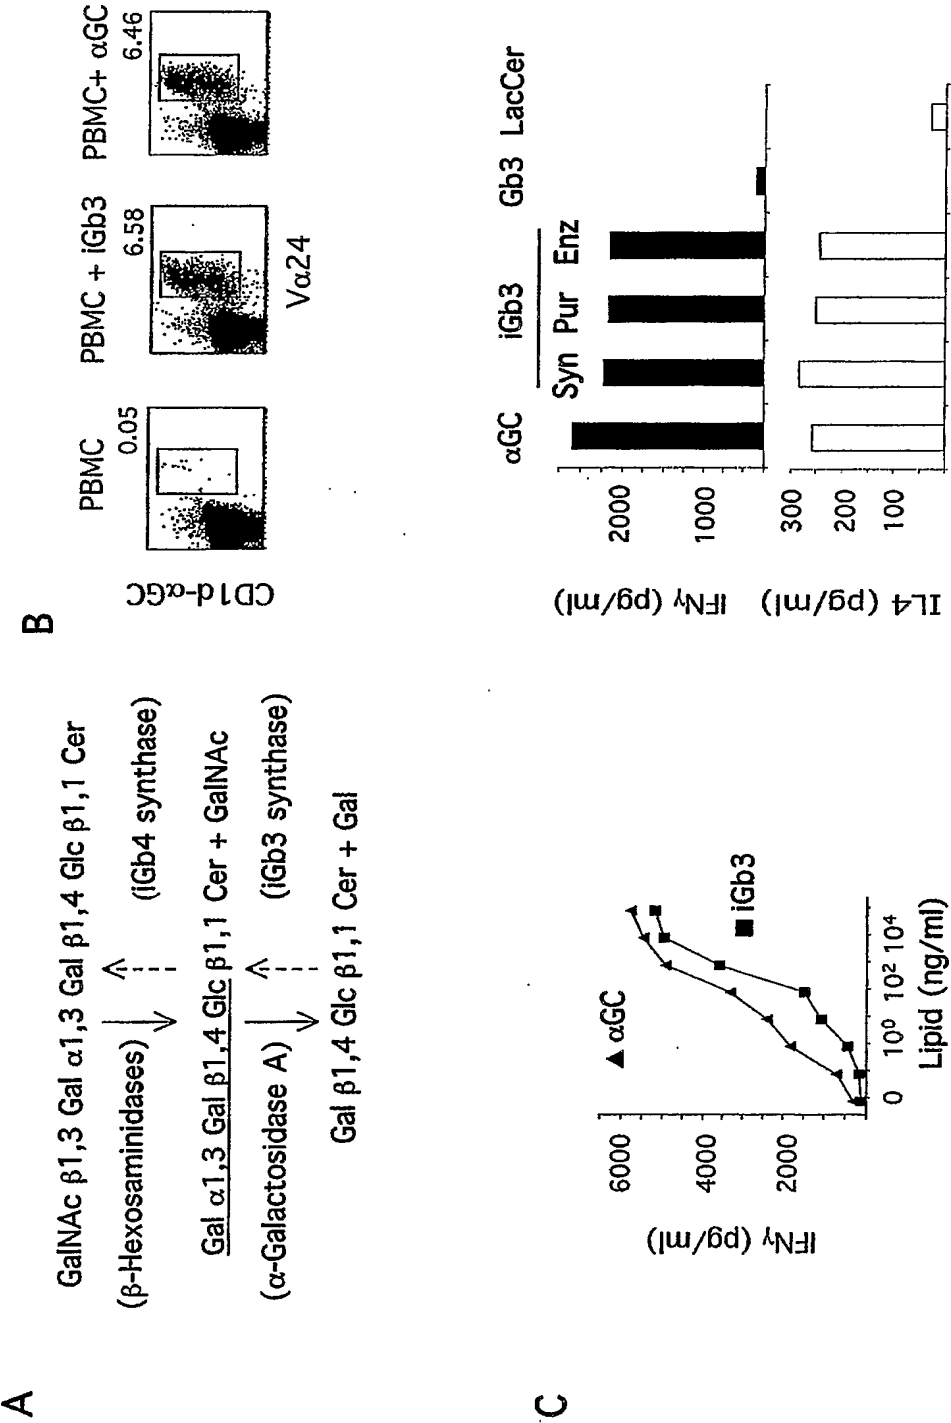 A
GalNAc β1,3 Gal α1,3 Gal β1,4 Glc β1,1 Cer
(β-Hexosaminidases)
(iGb4 synthase)
Gal α1,3 Gal β1,4 Glc β1,1 Cer + GalNAc
(α-Galactosidase A)
(iGb3 synthase)
Gal β1,4 Glc β1,1 Cer + Gal
B
PBMC
PBMC + iGb3
PBMC+ αGC
0.05
6.58
6.46
CD1d-αGC
Vα24
C
IFNγ (pg/ml)
6000
4000
2000
αGC
iGb3
0
10⁰
10²
10⁴
Lipid (ng/ml)
αGC
iGb3
Syn
Pur
Enz
Gb3
LacCer
IFNγ (pg/ml)
2000
1000
IL4 (pg/ml)
300
200
100